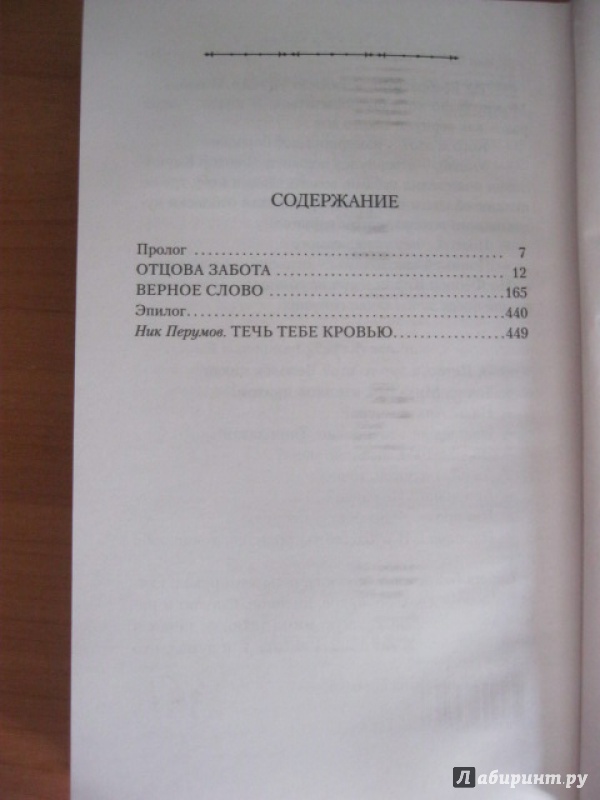 СОДЕРЖАНИЕ
Пролог .......................................... 7
ОТЦОВА ЗАБОТА .............................. 12
ВЕРНОЕ СЛОВО ............................... 165
Эпилог.......................................... 440
Ник Перумов. ТЕЧЬ ТЕБЕ КРОВЬЮ............. 449
Лабиринт.ру